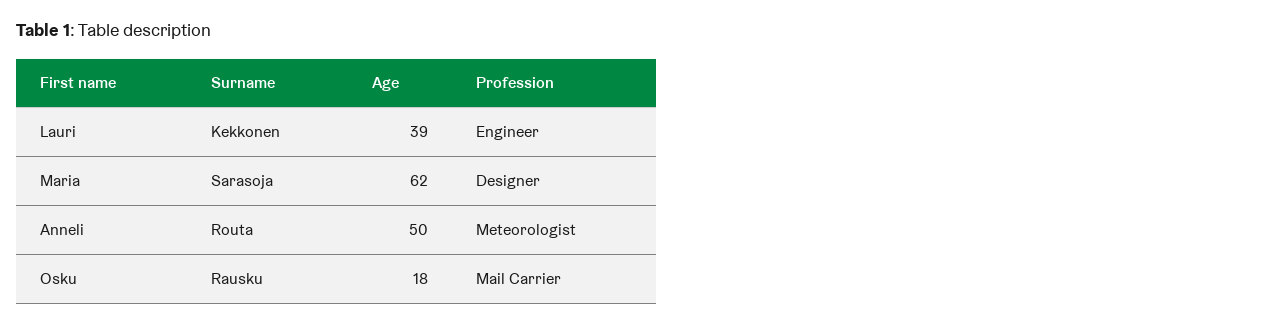 Table 1: Table description
First name Surname Age Profession
Lauri Kekkonen 39 Engineer
Maria Sarasoja 62 Designer
Anneli Routa 50 Meteorologist
Osku Rausku 18 Mail Carrier